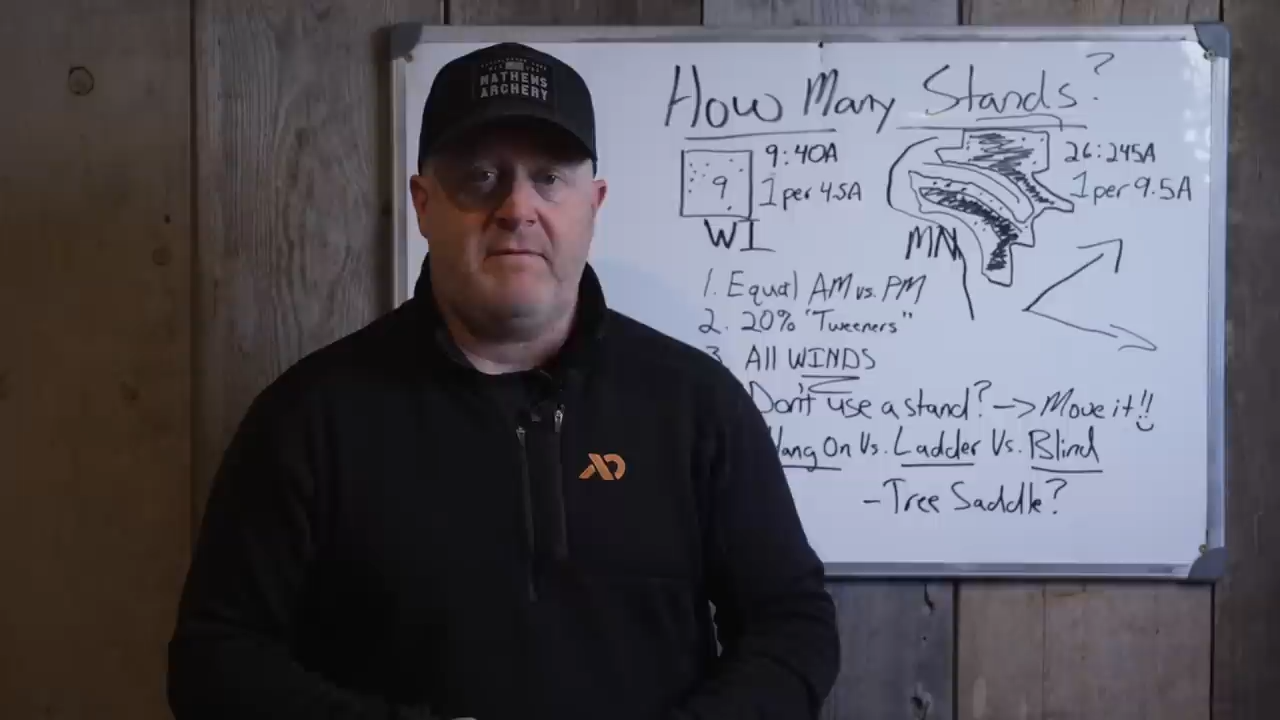 MATHEWS
ARCHERY
How Many Stands?
9:40A
9
1 per 4.5A
WI
26:245A
1 per 9.5A
MN
1. Equal AM vs. PM
2. 20% "Tweeners"
3. All WINDS
Don't use a stand? -> Move it!!
Hang On Vs. Ladder Vs. Blind
- Tree Saddle?